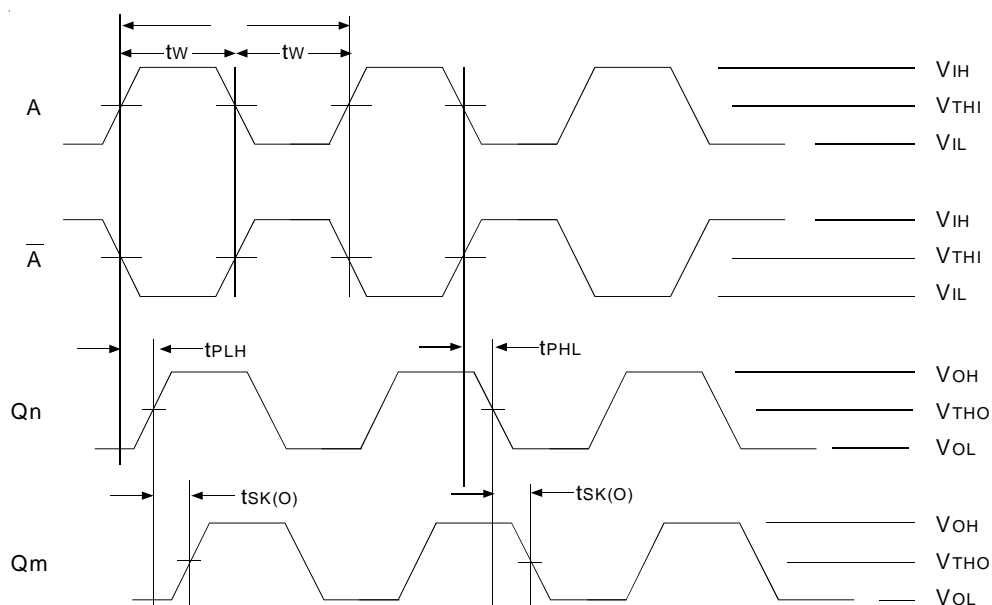 tW tW
VIH
A VTHI
VIL
VIH
A VTHI
VIL
tPLH tPHL
VOH
Qn VTHO
VOL
tSK(O) tSK(O)
VOH
Qm VTHO
VOL